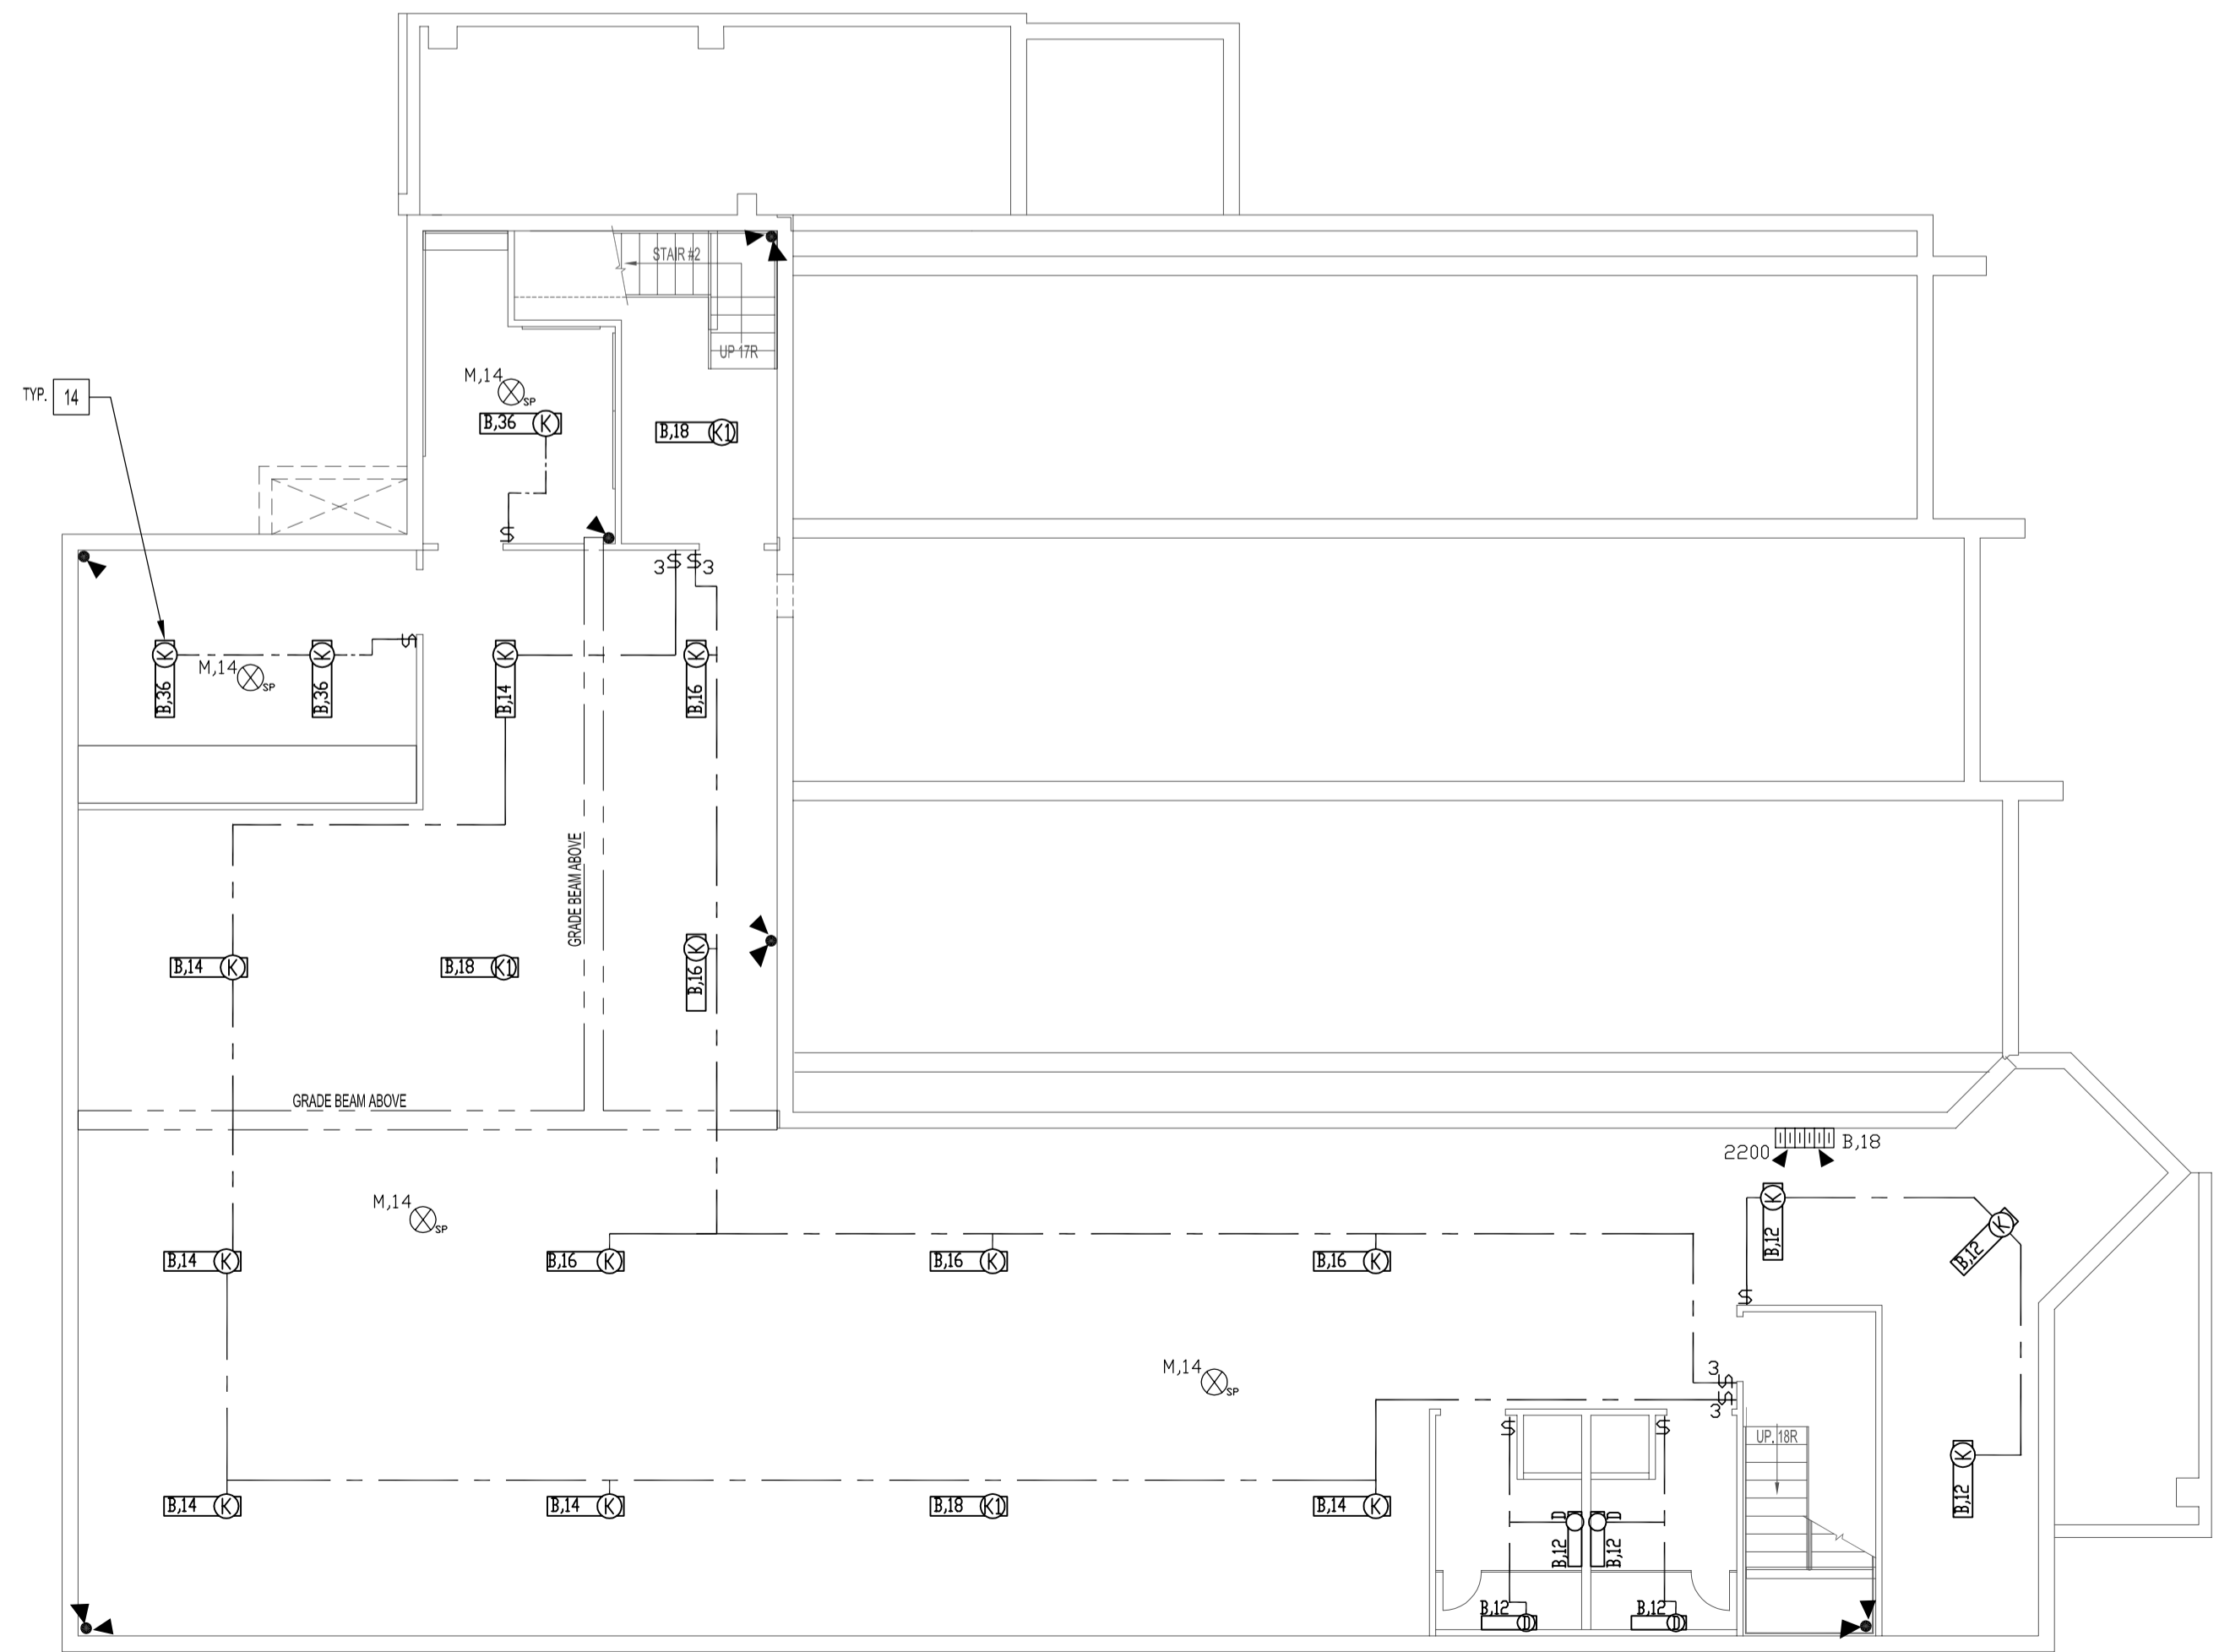 STAIR #2
UP 17R
M,14
SP
TYP. 14
B,36 K
B,18 K1
$
3 $ $ 3
$
K
B,36
M,14
SP
K
B,36
K
B,14
K
B,16
GRADE BEAM ABOVE
K
B,16
B,14 K
B,18 K1
GRADE BEAM ABOVE
2200
B,18
M,14
SP
K
B,12
K
B,12
B,14 K
B,16 K
B,16 K
B,16 K
$
M,14
SP
3
$
$
3
$
$
UP. 18R
K
B,12
B,14 K
B,14 K
B,18 K1
B,14 K
D
B,12
D
B,12
B,12 D
B,12 D